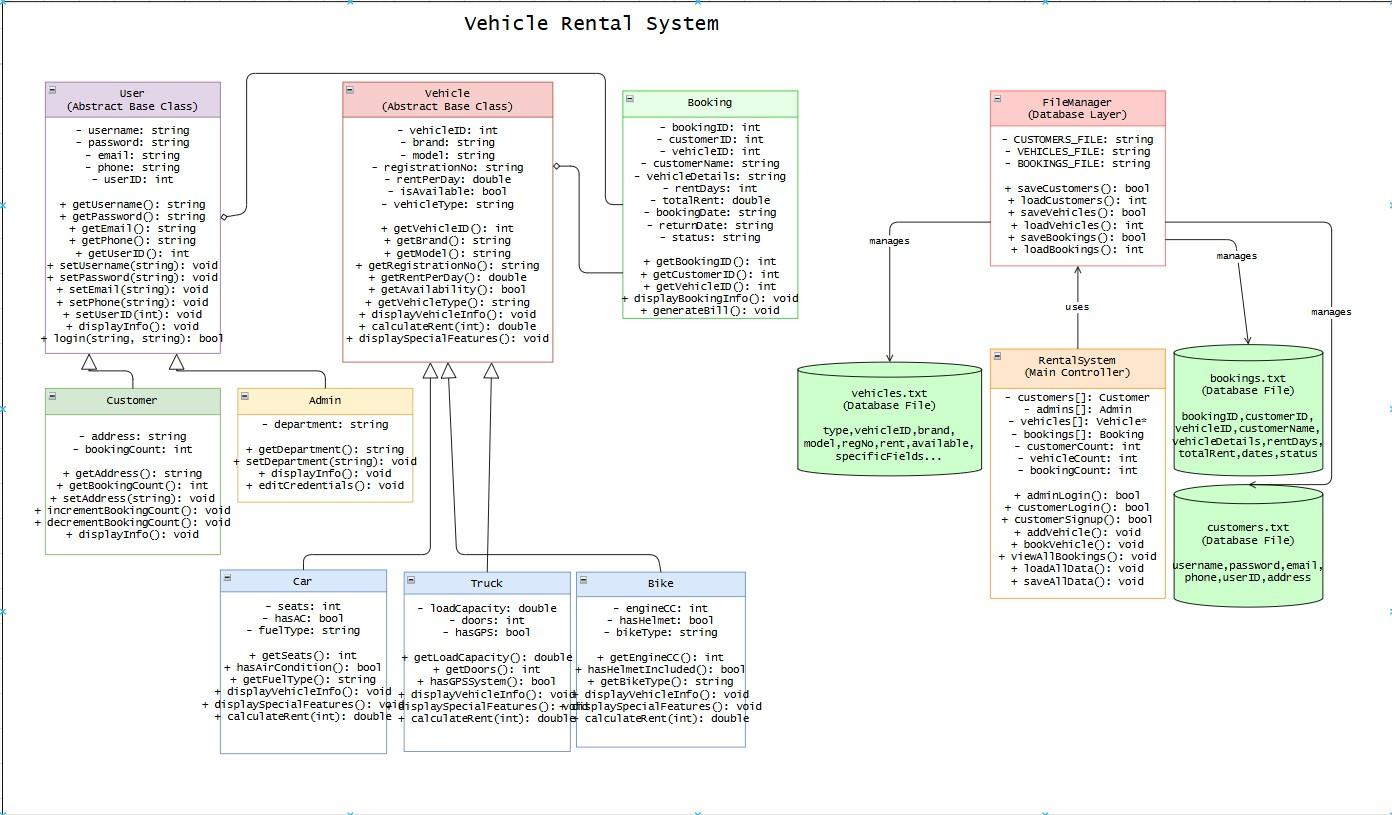 Vehicle Rental System
User
(Abstract Base Class)
- username: string
- password: string
- email: string
- phone: string
- userID: int
+ getUsername(): string
+ getPassword(): string
+ getEmail(): string
+ getPhone(): string
+ getUserID(): int
+ setUsername(string): void
+ setPassword(string): void
+ setEmail(string): void
+ setPhone(string): void
+ setUserID(int): void
+ displayInfo(): void
+ login(string, string): bool
Vehicle
(Abstract Base Class)
- vehicleID: int
- brand: string
- model: string
- registrationNo: string
- rentPerDay: double
- isAvailable: bool
- vehicleType: string
+ getVehicleID(): int
+ getBrand(): string
+ getModel(): string
+ getRegistrationNo(): string
+ getRentPerDay(): double
+ getAvailability(): bool
+ getVehicleType(): string
+ displayVehicleInfo(): void
+ calculateRent(int): double
+ displaySpecialFeatures(): void
Booking
- bookingID: int
- customerID: int
- vehicleID: int
- customerName: string
- vehicleDetails: string
- rentDays: int
- totalRent: double
- bookingDate: string
- returnDate: string
- status: string
+ getBookingID(): int
+ getCustomerID(): int
+ getVehicleID(): int
+ displayBookingInfo(): void
+ generateBill(): void
FileManager
(Database Layer)
- CUSTOMERS_FILE: string
- VEHICLES_FILE: string
- BOOKINGS_FILE: string
+ saveCustomers(): bool
+ loadCustomers(): int
+ saveVehicles(): bool
+ loadVehicles(): int
+ saveBookings(): bool
+ loadBookings(): int
manages
manages
uses
manages
Customer
- address: string
- bookingCount: int
+ getAddress(): string
+ getBookingCount(): int
+ setAddress(string): void
+ incrementBookingCount(): void
+ decrementBookingCount(): void
+ displayInfo(): void
Admin
- department: string
+ getDepartment(): string
+ setDepartment(string): void
+ displayInfo(): void
+ editCredentials(): void
vehicles.txt
(Database File)
type,vehicleID,brand,
model,regNo,rent,available,
specificFields...
RentalSystem
(Main Controller)
- customers[]: Customer
- admins[]: Admin
- vehicles[]: Vehicle*
- bookings[]: Booking
- customerCount: int
- vehicleCount: int
- bookingCount: int
+ adminLogin(): bool
+ customerLogin(): bool
+ customerSignup(): bool
+ addVehicle(): void
+ bookVehicle(): void
+ viewAllBookings(): void
+ loadAllData(): void
+ saveAllData(): void
bookings.txt
(Database File)
bookingID,customerID,
vehicleID,customerName,
vehicleDetails,rentDays,
totalRent,dates,status
customers.txt
(Database File)
username,password,email,
phone,userID,address
Car
- seats: int
- hasAC: bool
- fuelType: string
+ getSeats(): int
+ hasAirCondition(): bool
+ getFuelType(): string
+ displayVehicleInfo(): void
+ displaySpecialFeatures(): void
+ calculateRent(int): double
Truck
- loadCapacity: double
- doors: int
- hasGPS: bool
+ getLoadCapacity(): double
+ getDoors(): int
+ hasGPSSystem(): bool
+ displayVehicleInfo(): void
+ displaySpecialFeatures(): void
+ calculateRent(int): double
Bike
- engineCC: int
- hasHelmet: bool
- bikeType: string
+ getEngineCC(): int
+ hasHelmetIncluded(): bool
+ getBikeType(): string
+ displayVehicleInfo(): void
+ displaySpecialFeatures(): void
+ calculateRent(int): double